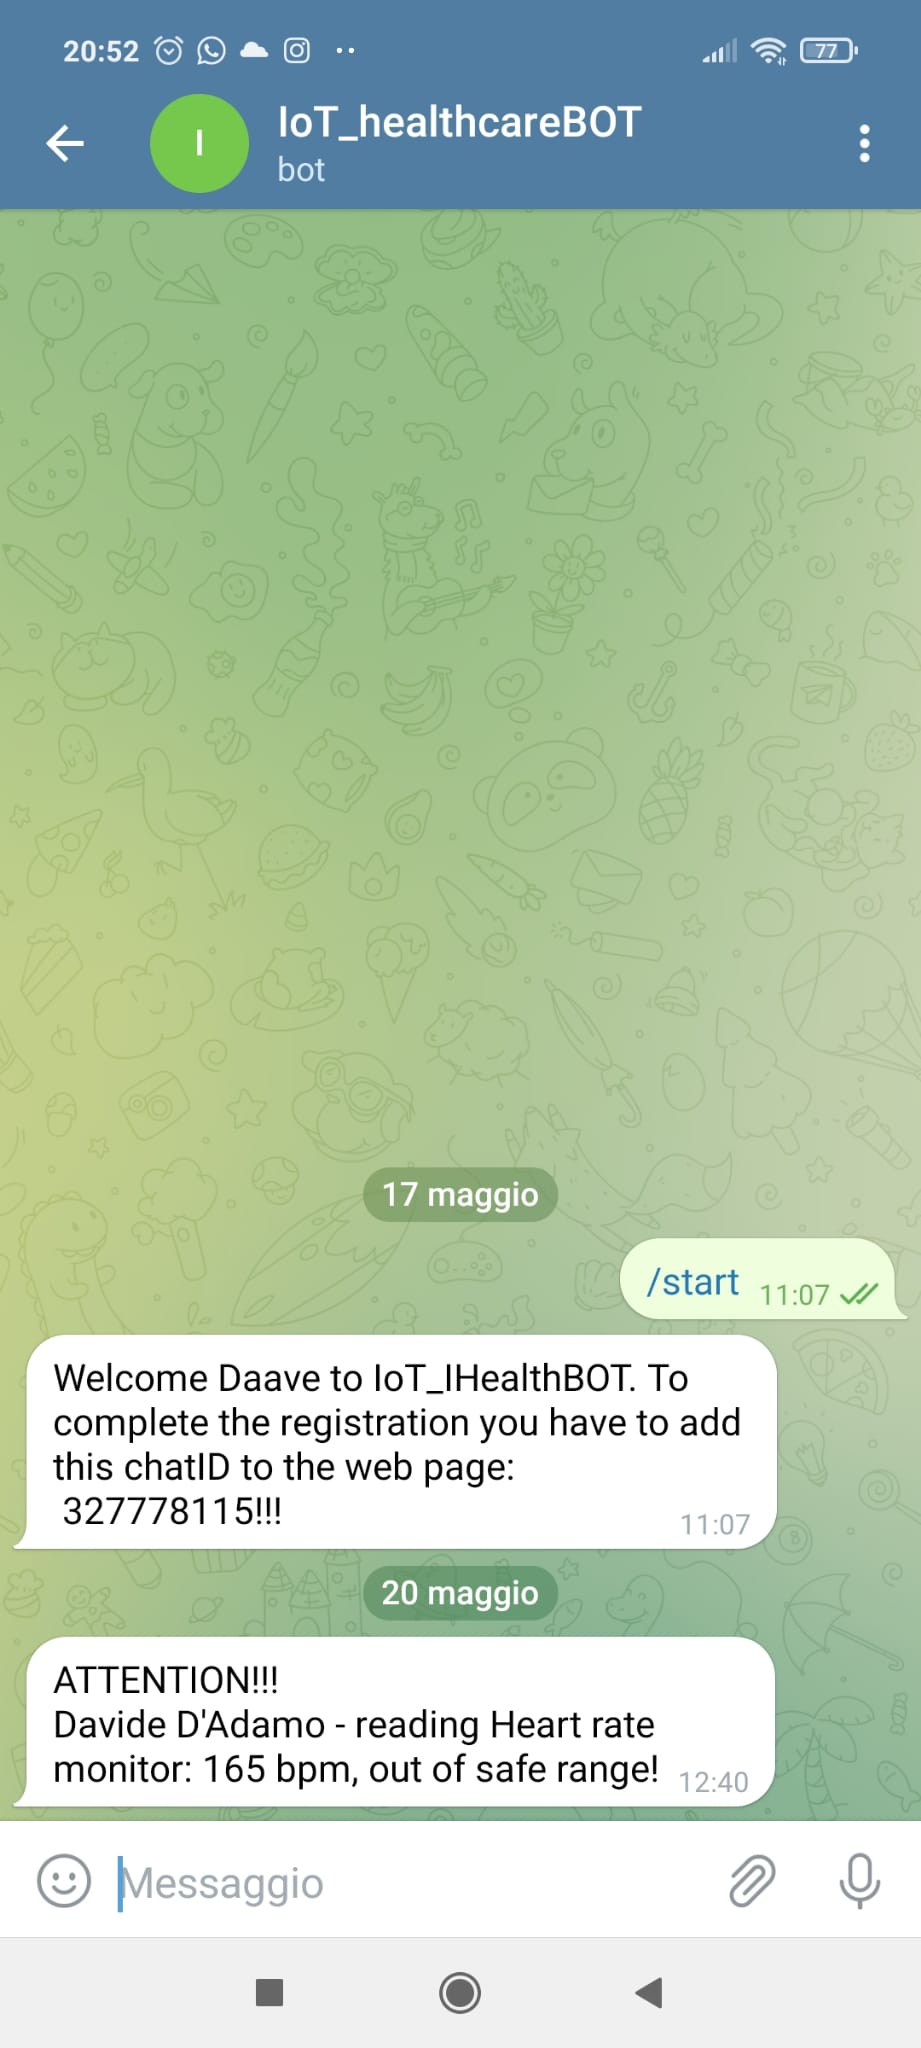 20:52
77
I
IoT_healthcareBOT
bot
17 maggio
/start 11:07
Welcome Daave to IoT_IHealthBOT. To
complete the registration you have to add
this chatID to the web page:
327778115!!!
11:07
20 maggio
ATTENTION!!!
Davide D'Adamo - reading Heart rate
monitor: 165 bpm, out of safe range!
12:40
Messaggio